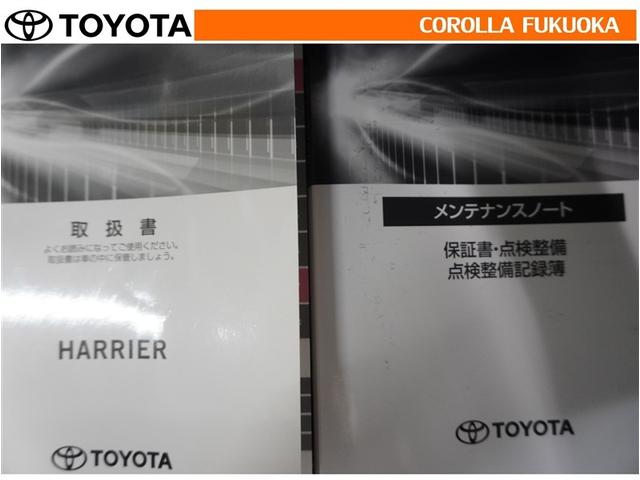 TOYOTA
COROLLA FUKUOKA
取扱書
よくお読みになってご使用ください。
取扱書は車の中に保管しましょう。
HARRIER
TOYOTA
メンテナンスノート
保証書・点検整備
点検整備記録簿
TOYOTA